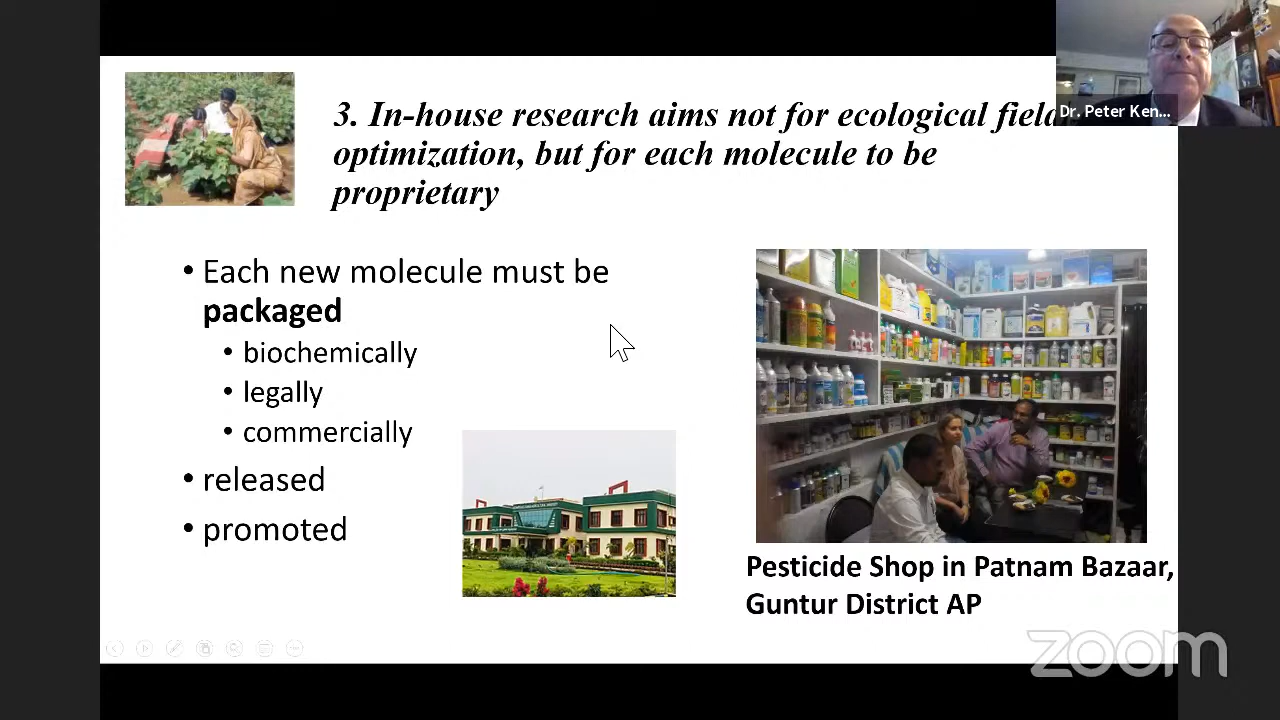 3. In-house research aims not for ecological field
optimization, but for each molecule to be
proprietary
Dr. Peter Ken...
• Each new molecule must be
packaged
• biochemically
• legally
• commercially
• released
• promoted
Pesticide Shop in Patnam Bazaar,
Guntur District AP
zoom